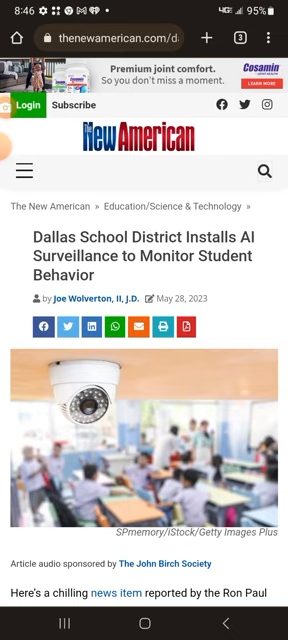 8:46
4G 95%
thenewamerican.com/d
3
Premium joint comfort.
So you don't miss a moment.
Cosamin
LEARN MORE
Login Subscribe
The New American
The New American » Education/Science & Technology »
Dallas School District Installs AI
Surveillance to Monitor Student
Behavior
by Joe Wolverton, II, J.D. May 28, 2023
SPmemory/iStock/Getty Images Plus
Article audio sponsored by The John Birch Society
Here's a chilling news item reported by the Ron Paul